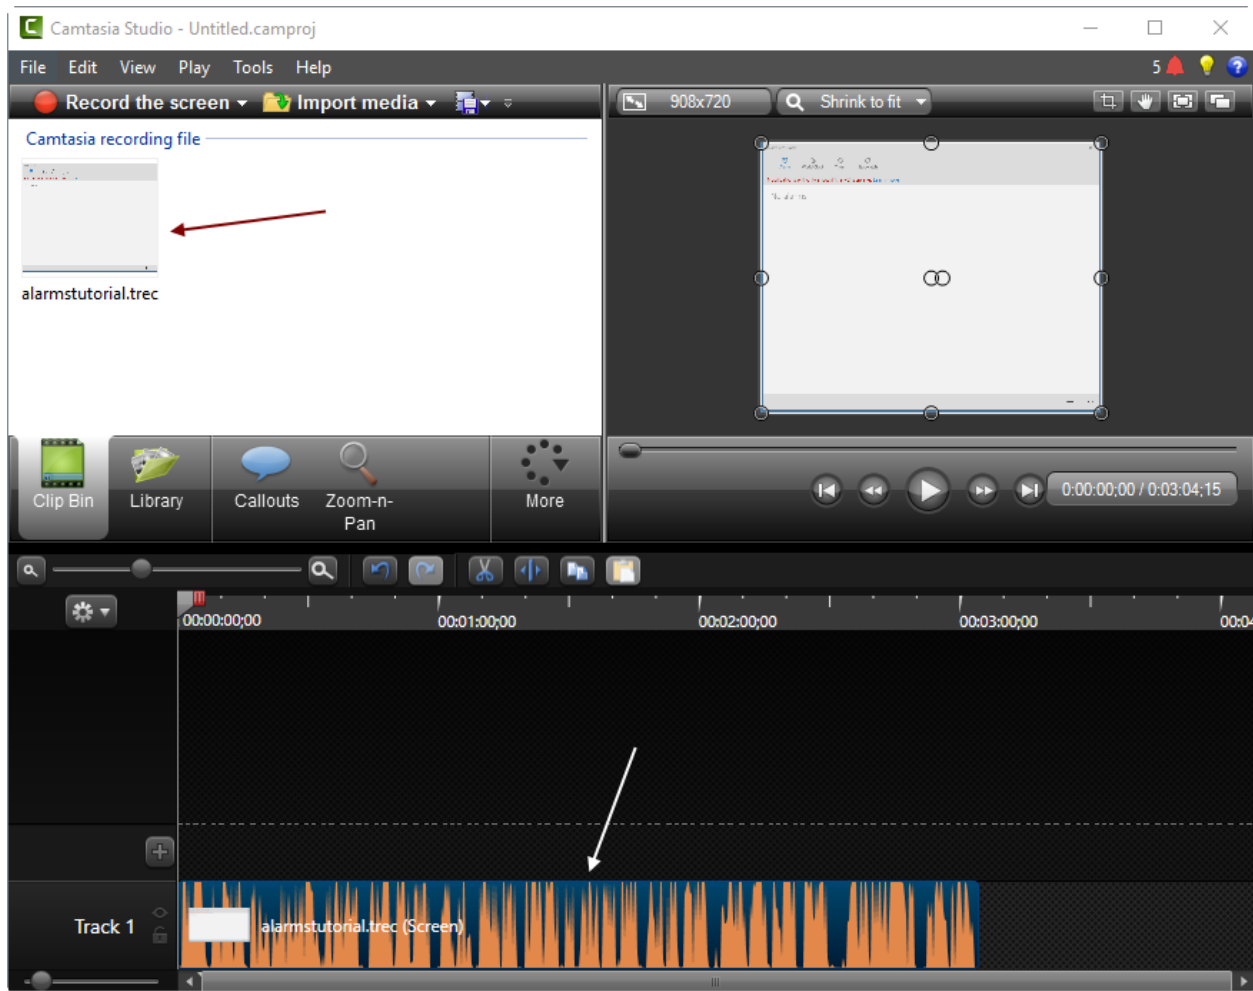 Camtasia Studio - Untitled.camproj
File Edit View Play Tools Help 5
Record the screen Import media 908x720 Shrink to fit
Camtasia recording file
alarmstutorial.trec
Clip Bin Library Callouts Zoom-n-Pan More
0:00:00;00 / 0:03:04;15
00:00:00;00 00:01:00;00 00:02:00;00 00:03:00;00 00:04
Track 1 alarmstutorial.trec (Screen)